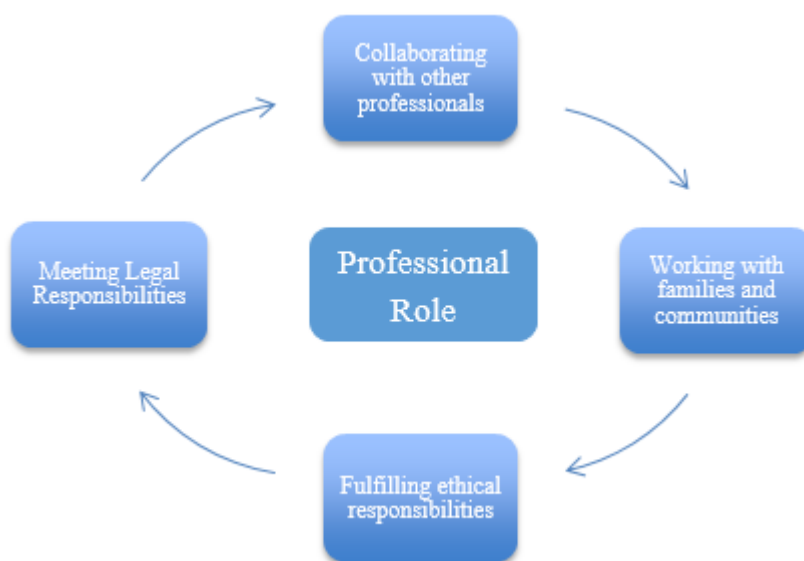 Collaborating
with other
professionals
Meeting Legal
Responsibilities
Professional
Role
Working with
families and
communities
Fulfilling ethical
responsibilities